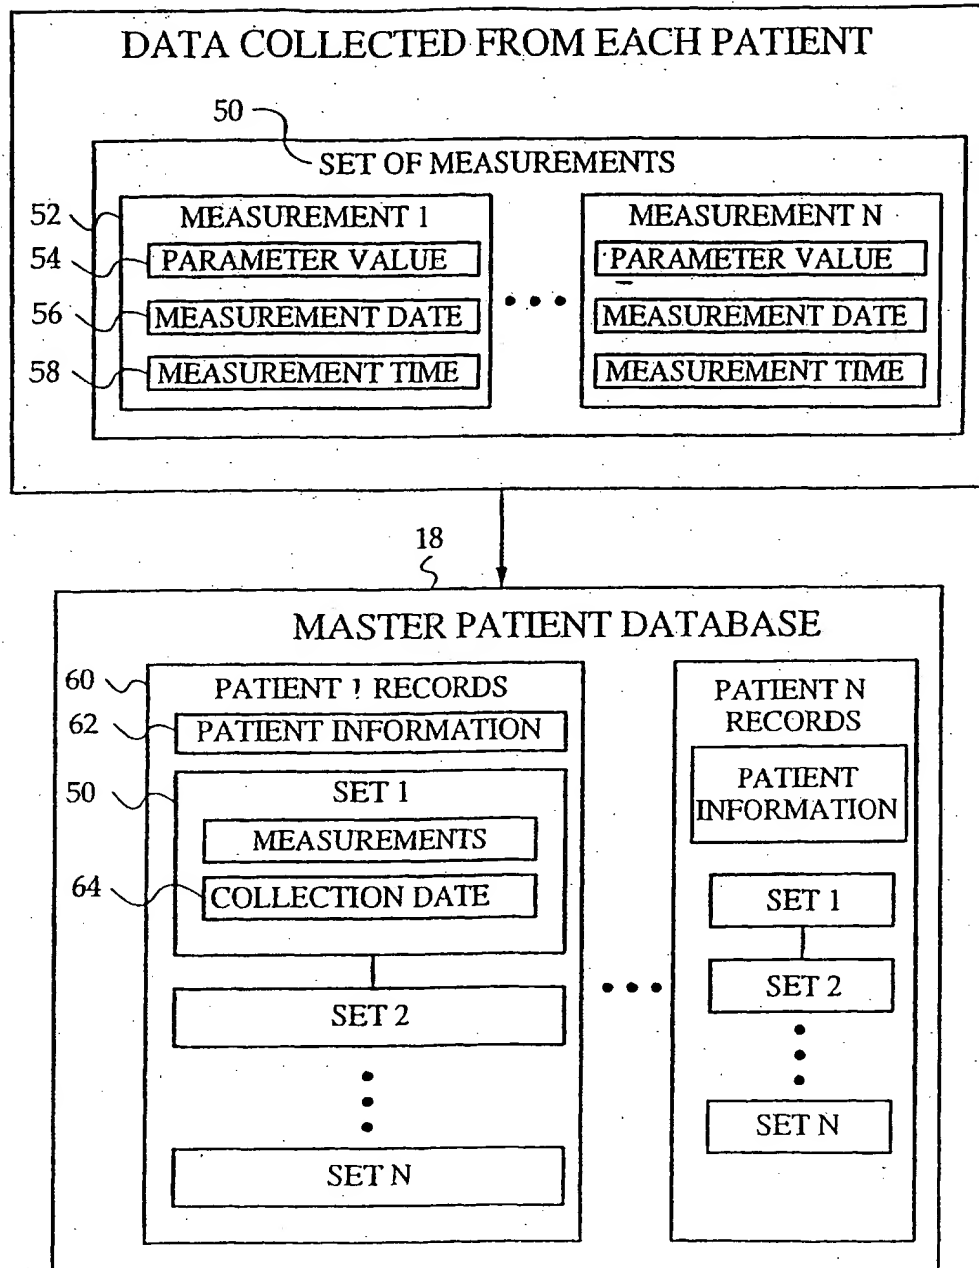 DATA COLLECTED FROM EACH PATIENT
50
SET OF MEASUREMENTS
52
MEASUREMENT 1
54
PARAMETER VALUE
56
MEASUREMENT DATE
58
MEASUREMENT TIME
MEASUREMENT N
PARAMETER VALUE
MEASUREMENT DATE
MEASUREMENT TIME
18
MASTER PATIENT DATABASE
60
PATIENT 1 RECORDS
62
PATIENT INFORMATION
50
SET 1
MEASUREMENTS
64
COLLECTION DATE
SET 2
SET N
PATIENT N
RECORDS
PATIENT
INFORMATION
SET 1
SET 2
SET N